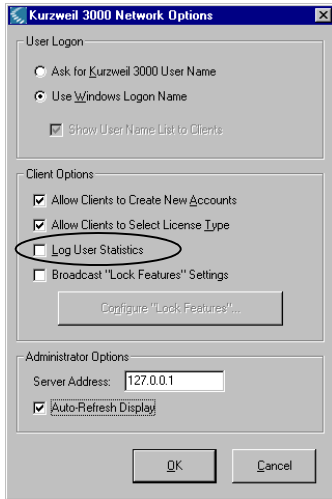 Kurzweil 3000 Network Options
User Logon
Ask for Kurzweil 3000 User Name
Use Windows Logon Name
Show User Name List to Clients
Client Options
Allow Clients to Create New Accounts
Allow Clients to Select License Type
Log User Statistics
Broadcast "Lock Features" Settings
Configure "Lock Features"...
Administrator Options
Server Address: 127.0.0.1
Auto-Refresh Display
OK Cancel